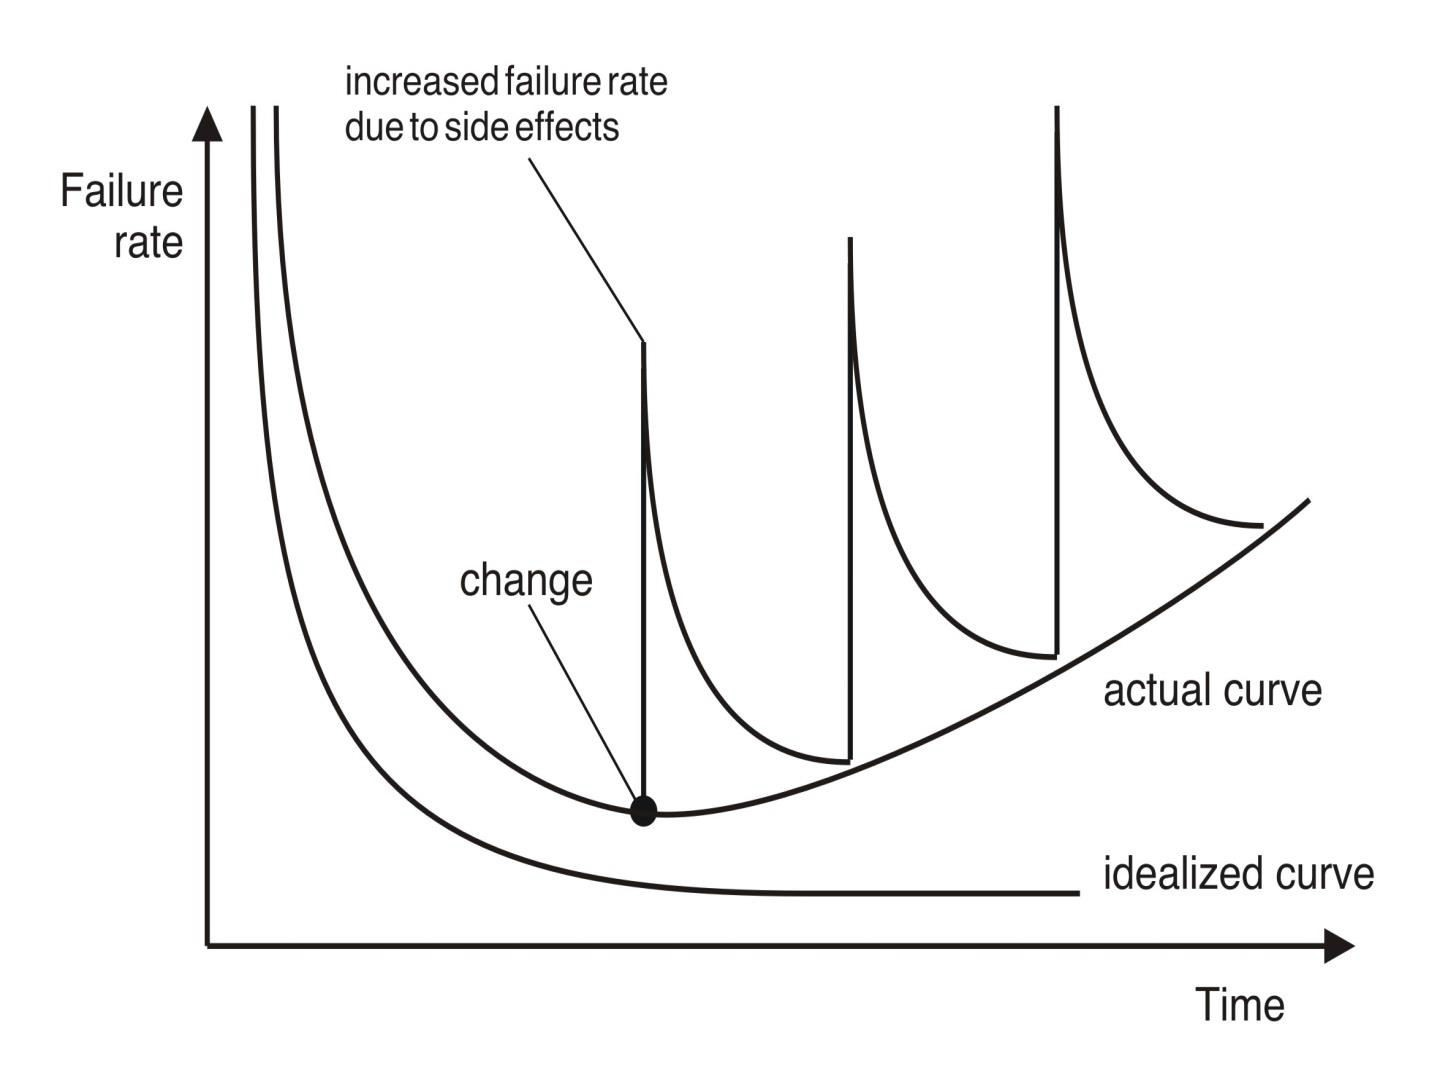 increased failure rate
due to side effects
Failure
rate
change
actual curve
idealized curve
Time